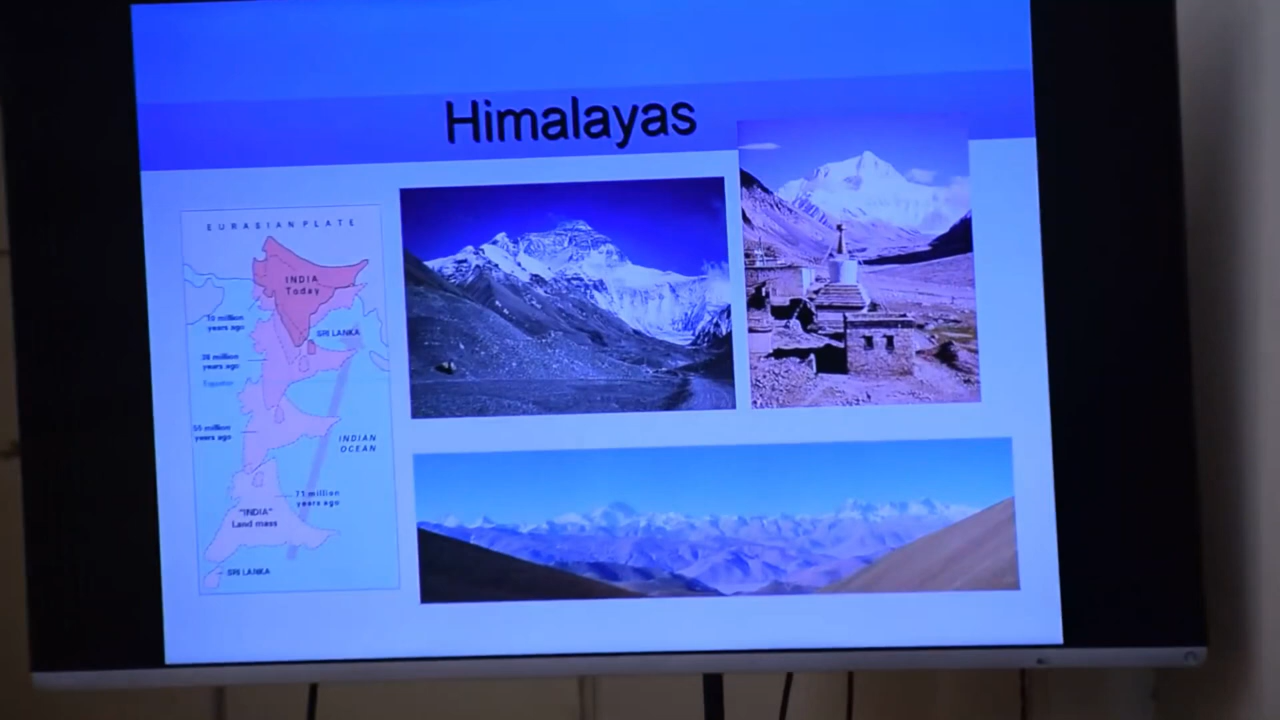 Himalayas
EURASIAN PLATE
INDIA
Today
10 million
years ago
SRI LANKA
38 million
years ago
Equator
55 million
years ago
INDIAN
OCEAN
71 million
years ago
"INDIA"
Land mass
SRI LANKA